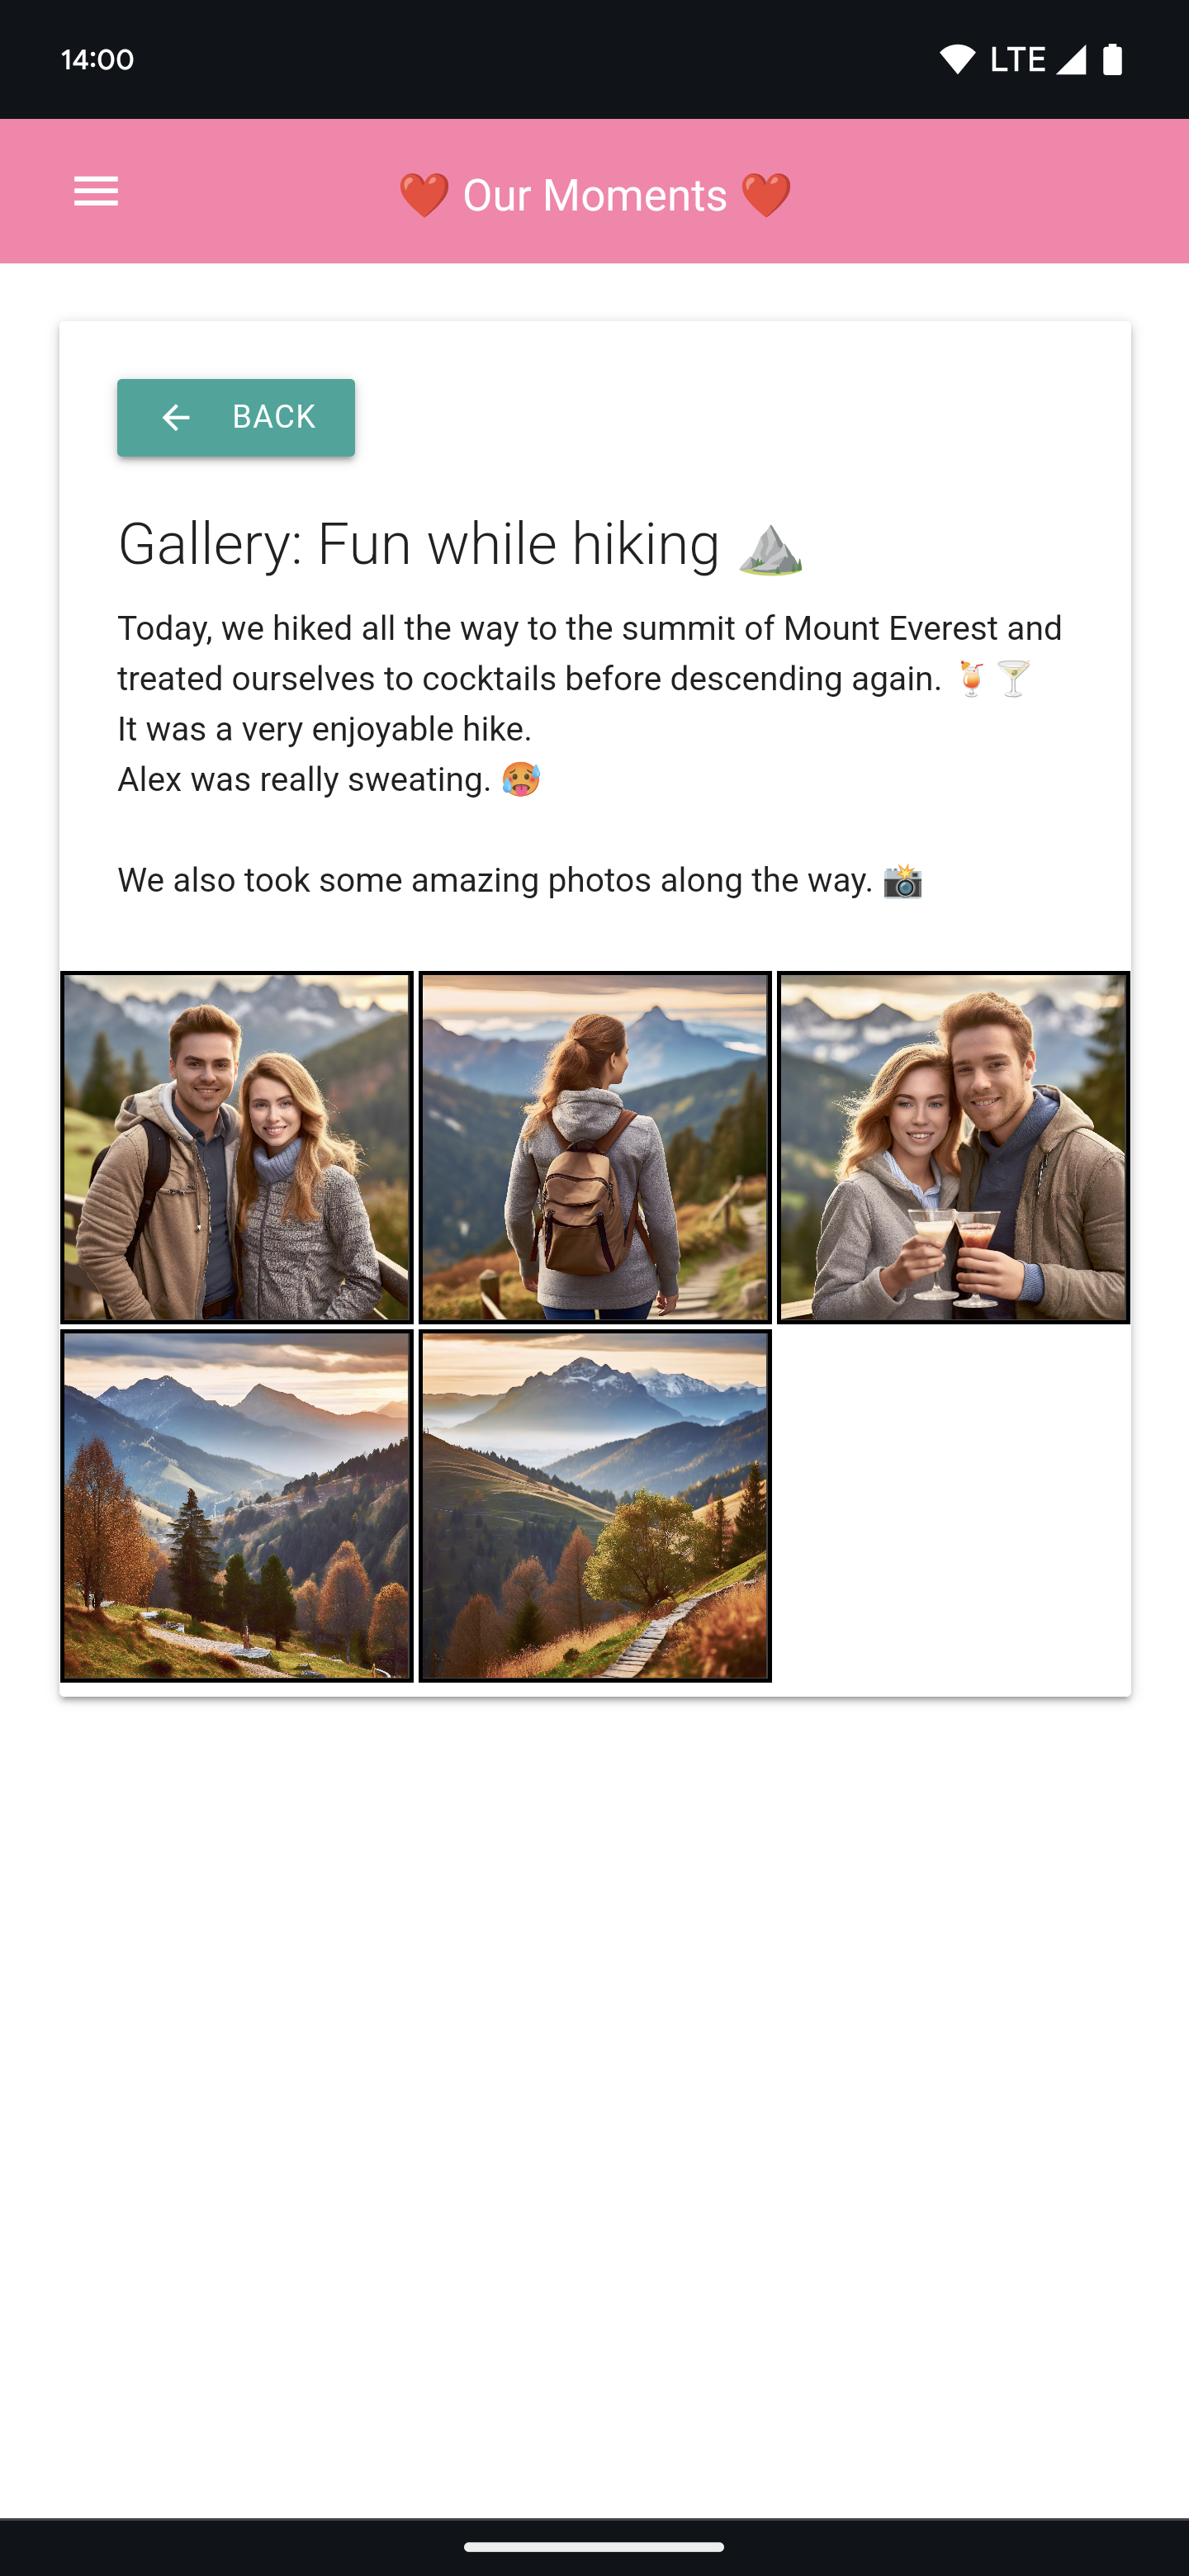 14:00 LTE
❤️ Our Moments ❤️
← BACK
Gallery: Fun while hiking ⛰️
Today, we hiked all the way to the summit of Mount Everest and
treated ourselves to cocktails before descending again. 🍹🍸
It was a very enjoyable hike.
Alex was really sweating. 🥵
We also took some amazing photos along the way. 📸